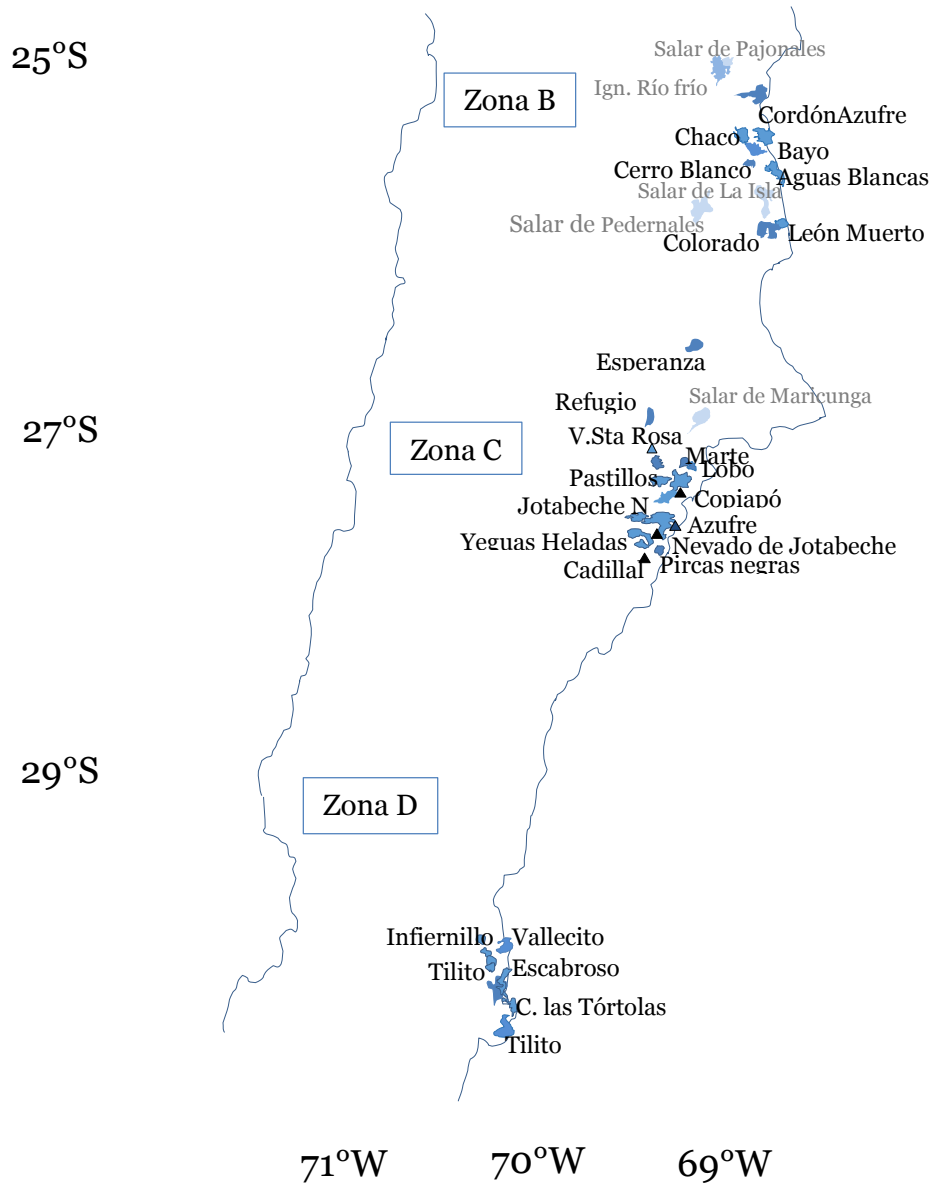 Salar de Pajonales
25°S
Ign. Río frío
Zona B
CordónAzufre
Chaco
Bayo
Cerro Blanco
Aguas Blancas
Salar de La Isla
Salar de Pedernales
León Muerto
Colorado
Esperanza
Salar de Maricunga
Refugio
27°S
V.Sta Rosa
Zona C
Marte
Lobo
Pastillos
Copiapó
Jotabeche N
Azufre
Yeguas Heladas
Nevado de Jotabeche
Pircas negras
Cadillal
29°S
Zona D
Infiernillo
Vallecito
Tilito
Escabroso
C. las Tórtolas
Tilito
71°W
70°W
69°W